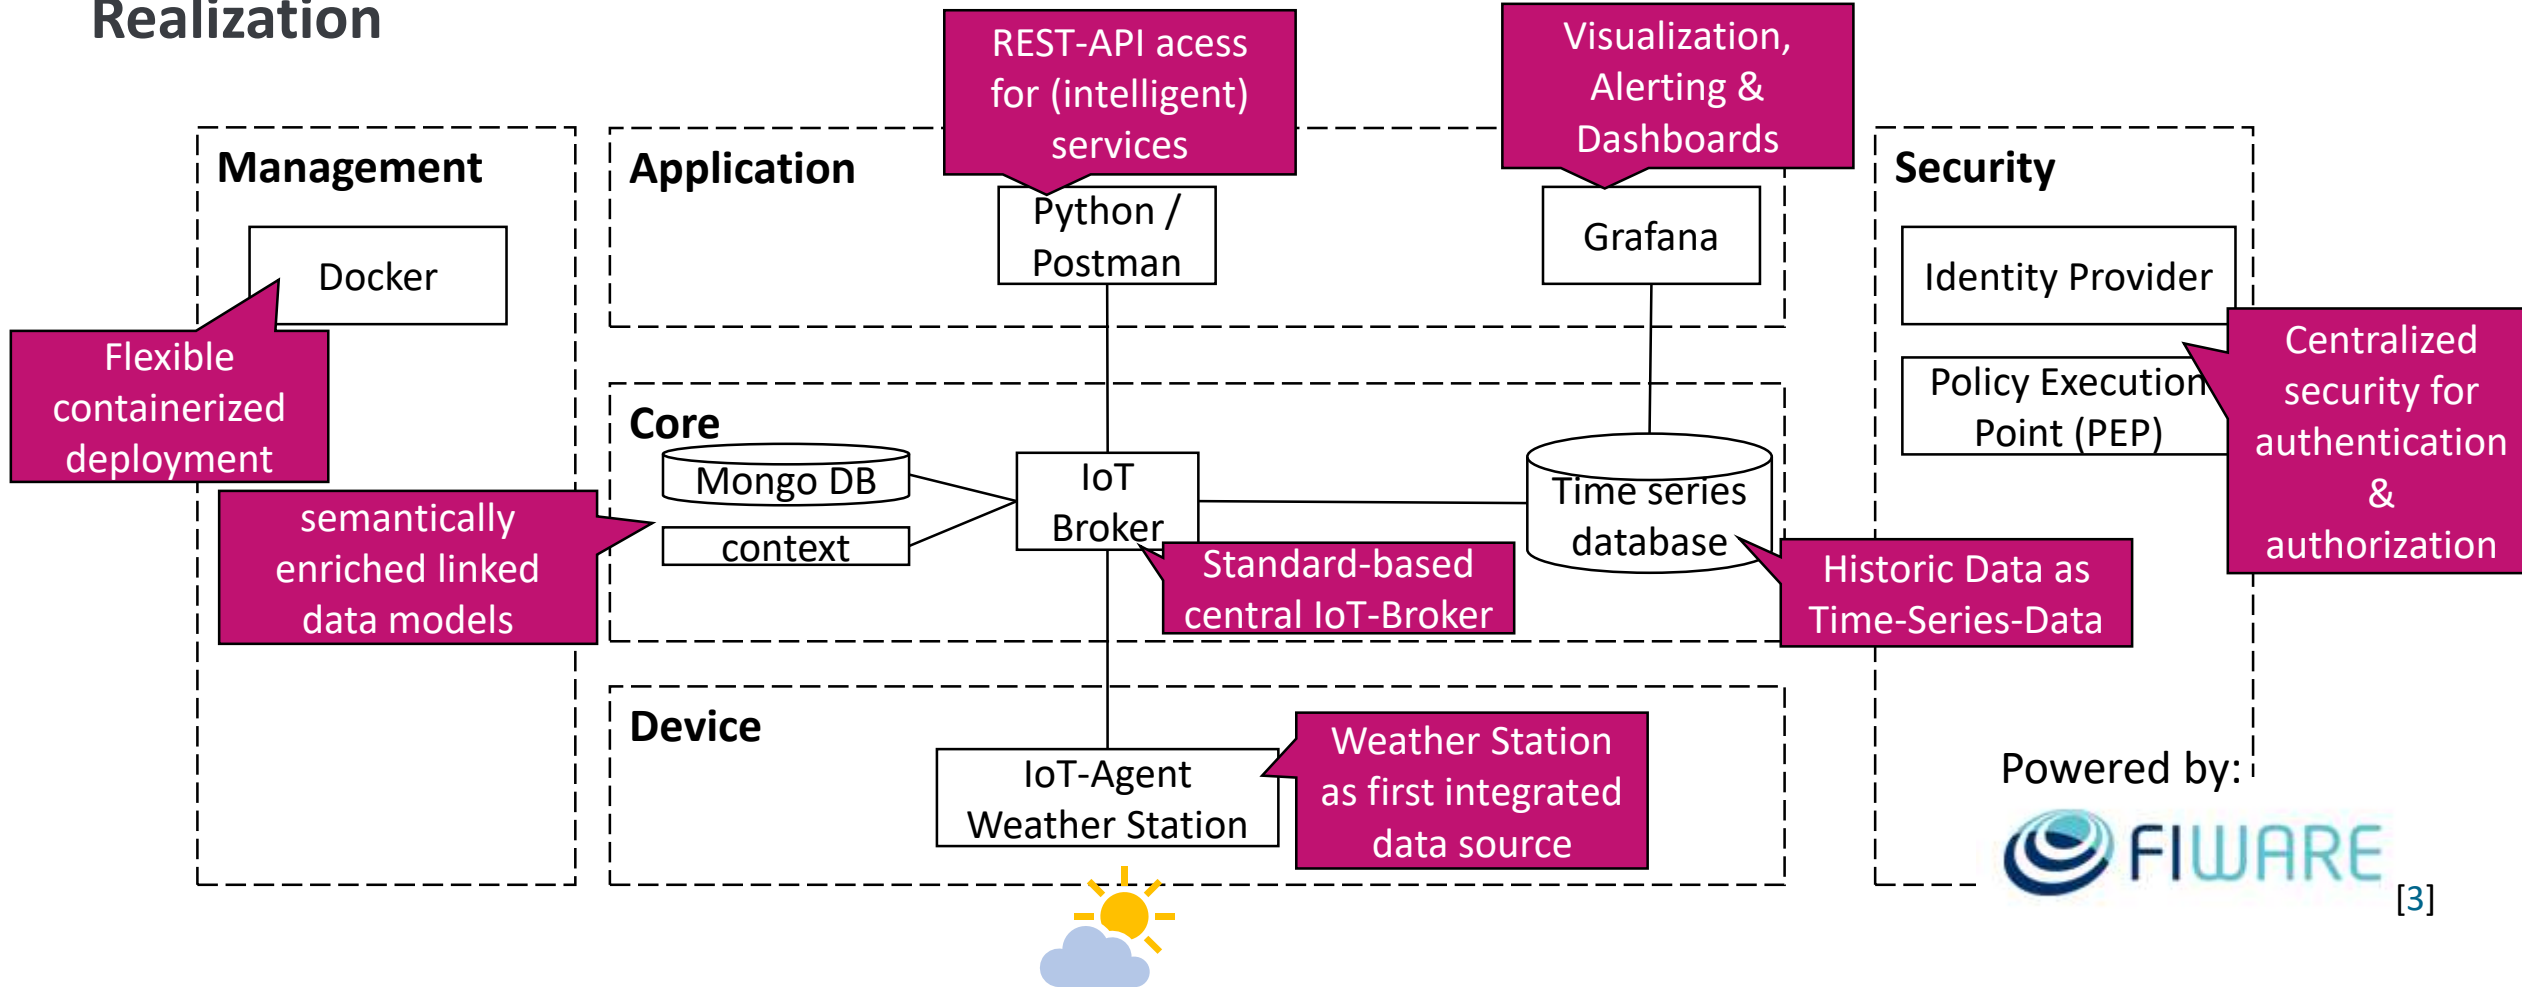 Realization
REST-API acess
for (intelligent)
services
Visualization,
Alerting &
Dashboards
Management
Docker
Flexible
containerized
deployment
semantically
enriched linked
data models
Application
Python /
Postman
Grafana
Core
Mongo DB
context
IoT
Broker
Standard-based
central IoT-Broker
Time series
database
Historic Data as
Time-Series-Data
Device
IoT-Agent
Weather Station
Weather Station
as first integrated
data source
Security
Identity Provider
Policy Execution
Point (PEP)
Centralized
security for
authentication
&
authorization
Powered by:
FIWARE
[3]